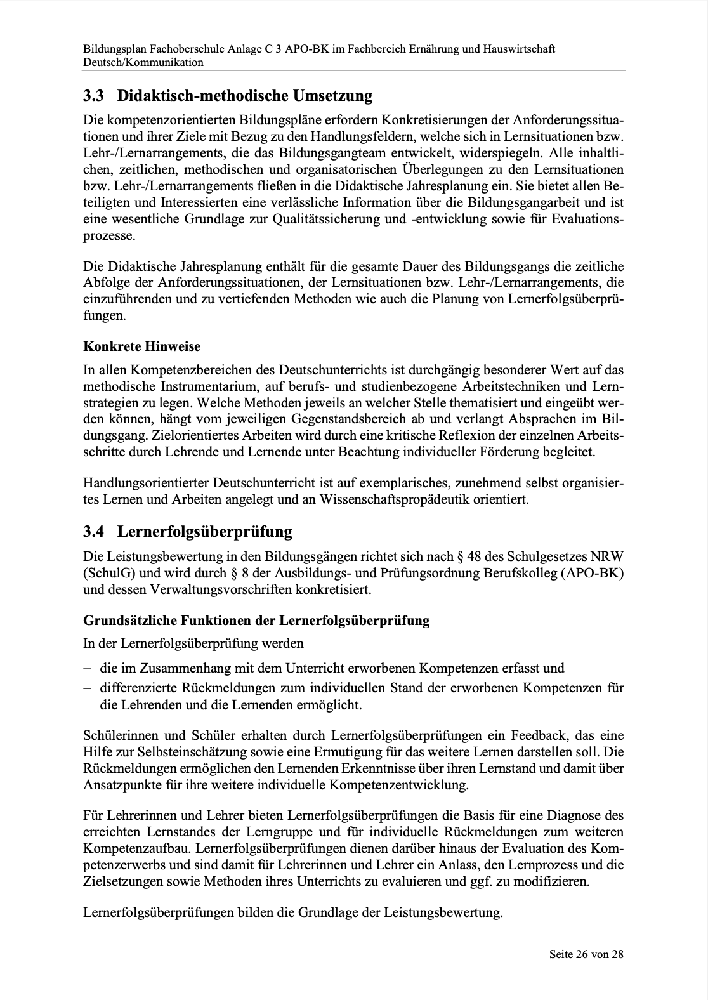 Bildungsplan Fachoberschule Anlage C 3 APO-BK im Fachbereich Ernährung und Hauswirtschaft
Deutsch/Kommunikation
3.3 Didaktisch-methodische Umsetzung
Die kompetenzorientierten Bildungspläne erfordern Konkretisierungen der Anforderungssitua-
tionen und ihrer Ziele mit Bezug zu den Handlungsfeldern, welche sich in Lernsituationen bzw.
Lehr-/Lernarrangements, die das Bildungsgangteam entwickelt, widerspiegeln. Alle inhaltli-
chen, zeitlichen, methodischen und organisatorischen Überlegungen zu den Lernsituationen
bzw. Lehr-/Lernarrangements fließen in die Didaktische Jahresplanung ein. Sie bietet allen Be-
teiligten und Interessierten eine verlässliche Information über die Bildungsgangarbeit und ist
eine wesentliche Grundlage zur Qualitätssicherung und -entwicklung sowie für Evaluations-
prozesse.
Die Didaktische Jahresplanung enthält für die gesamte Dauer des Bildungsgangs die zeitliche
Abfolge der Anforderungssituationen, der Lernsituationen bzw. Lehr-/Lernarrangements, die
einzuführenden und zu vertiefenden Methoden wie auch die Planung von Lernerfolgsüberprü-
fungen.
Konkrete Hinweise
In allen Kompetenzbereichen des Deutschunterrichts ist durchgängig besonderer Wert auf das
methodische Instrumentarium, auf berufs- und studienbezogene Arbeitstechniken und Lern-
strategien zu legen. Welche Methoden jeweils an welcher Stelle thematisiert und eingeübt wer-
den können, hängt vom jeweiligen Gegenstandsbereich ab und verlangt Absprachen im Bil-
dungsgang. Zielorientiertes Arbeiten wird durch eine kritische Reflexion der einzelnen Arbeits-
schritte durch Lehrende und Lernende unter Beachtung individueller Förderung begleitet.
Handlungsorientierter Deutschunterricht ist auf exemplarisches, zunehmend selbst organisier-
tes Lernen und Arbeiten angelegt und an Wissenschaftspropädeutik orientiert.
3.4 Lernerfolgsüberprüfung
Die Leistungsbewertung in den Bildungsgängen richtet sich nach § 48 des Schulgesetzes NRW
(SchulG) und wird durch § 8 der Ausbildungs- und Prüfungsordnung Berufskolleg (APO-BK)
und dessen Verwaltungsvorschriften konkretisiert.
Grundsätzliche Funktionen der Lernerfolgsüberprüfung
In der Lernerfolgsüberprüfung werden
– die im Zusammenhang mit dem Unterricht erworbenen Kompetenzen erfasst und
– differenzierte Rückmeldungen zum individuellen Stand der erworbenen Kompetenzen für
die Lehrenden und die Lernenden ermöglicht.
Schülerinnen und Schüler erhalten durch Lernerfolgsüberprüfungen ein Feedback, das eine
Hilfe zur Selbsteinschätzung sowie eine Ermutigung für das weitere Lernen darstellen soll. Die
Rückmeldungen ermöglichen den Lernenden Erkenntnisse über ihren Lernstand und damit über
Ansatzpunkte für ihre weitere individuelle Kompetenzentwicklung.
Für Lehrerinnen und Lehrer bieten Lernerfolgsüberprüfungen die Basis für eine Diagnose des
erreichten Lernstandes der Lerngruppe und für individuelle Rückmeldungen zum weiteren
Kompetenzaufbau. Lernerfolgsüberprüfungen dienen darüber hinaus der Evaluation des Kom-
petenzerwerbs und sind damit für Lehrerinnen und Lehrer ein Anlass, den Lernprozess und die
Zielsetzungen sowie Methoden ihres Unterrichts zu evaluieren und ggf. zu modifizieren.
Lernerfolgsüberprüfungen bilden die Grundlage der Leistungsbewertung.
Seite 26 von 28